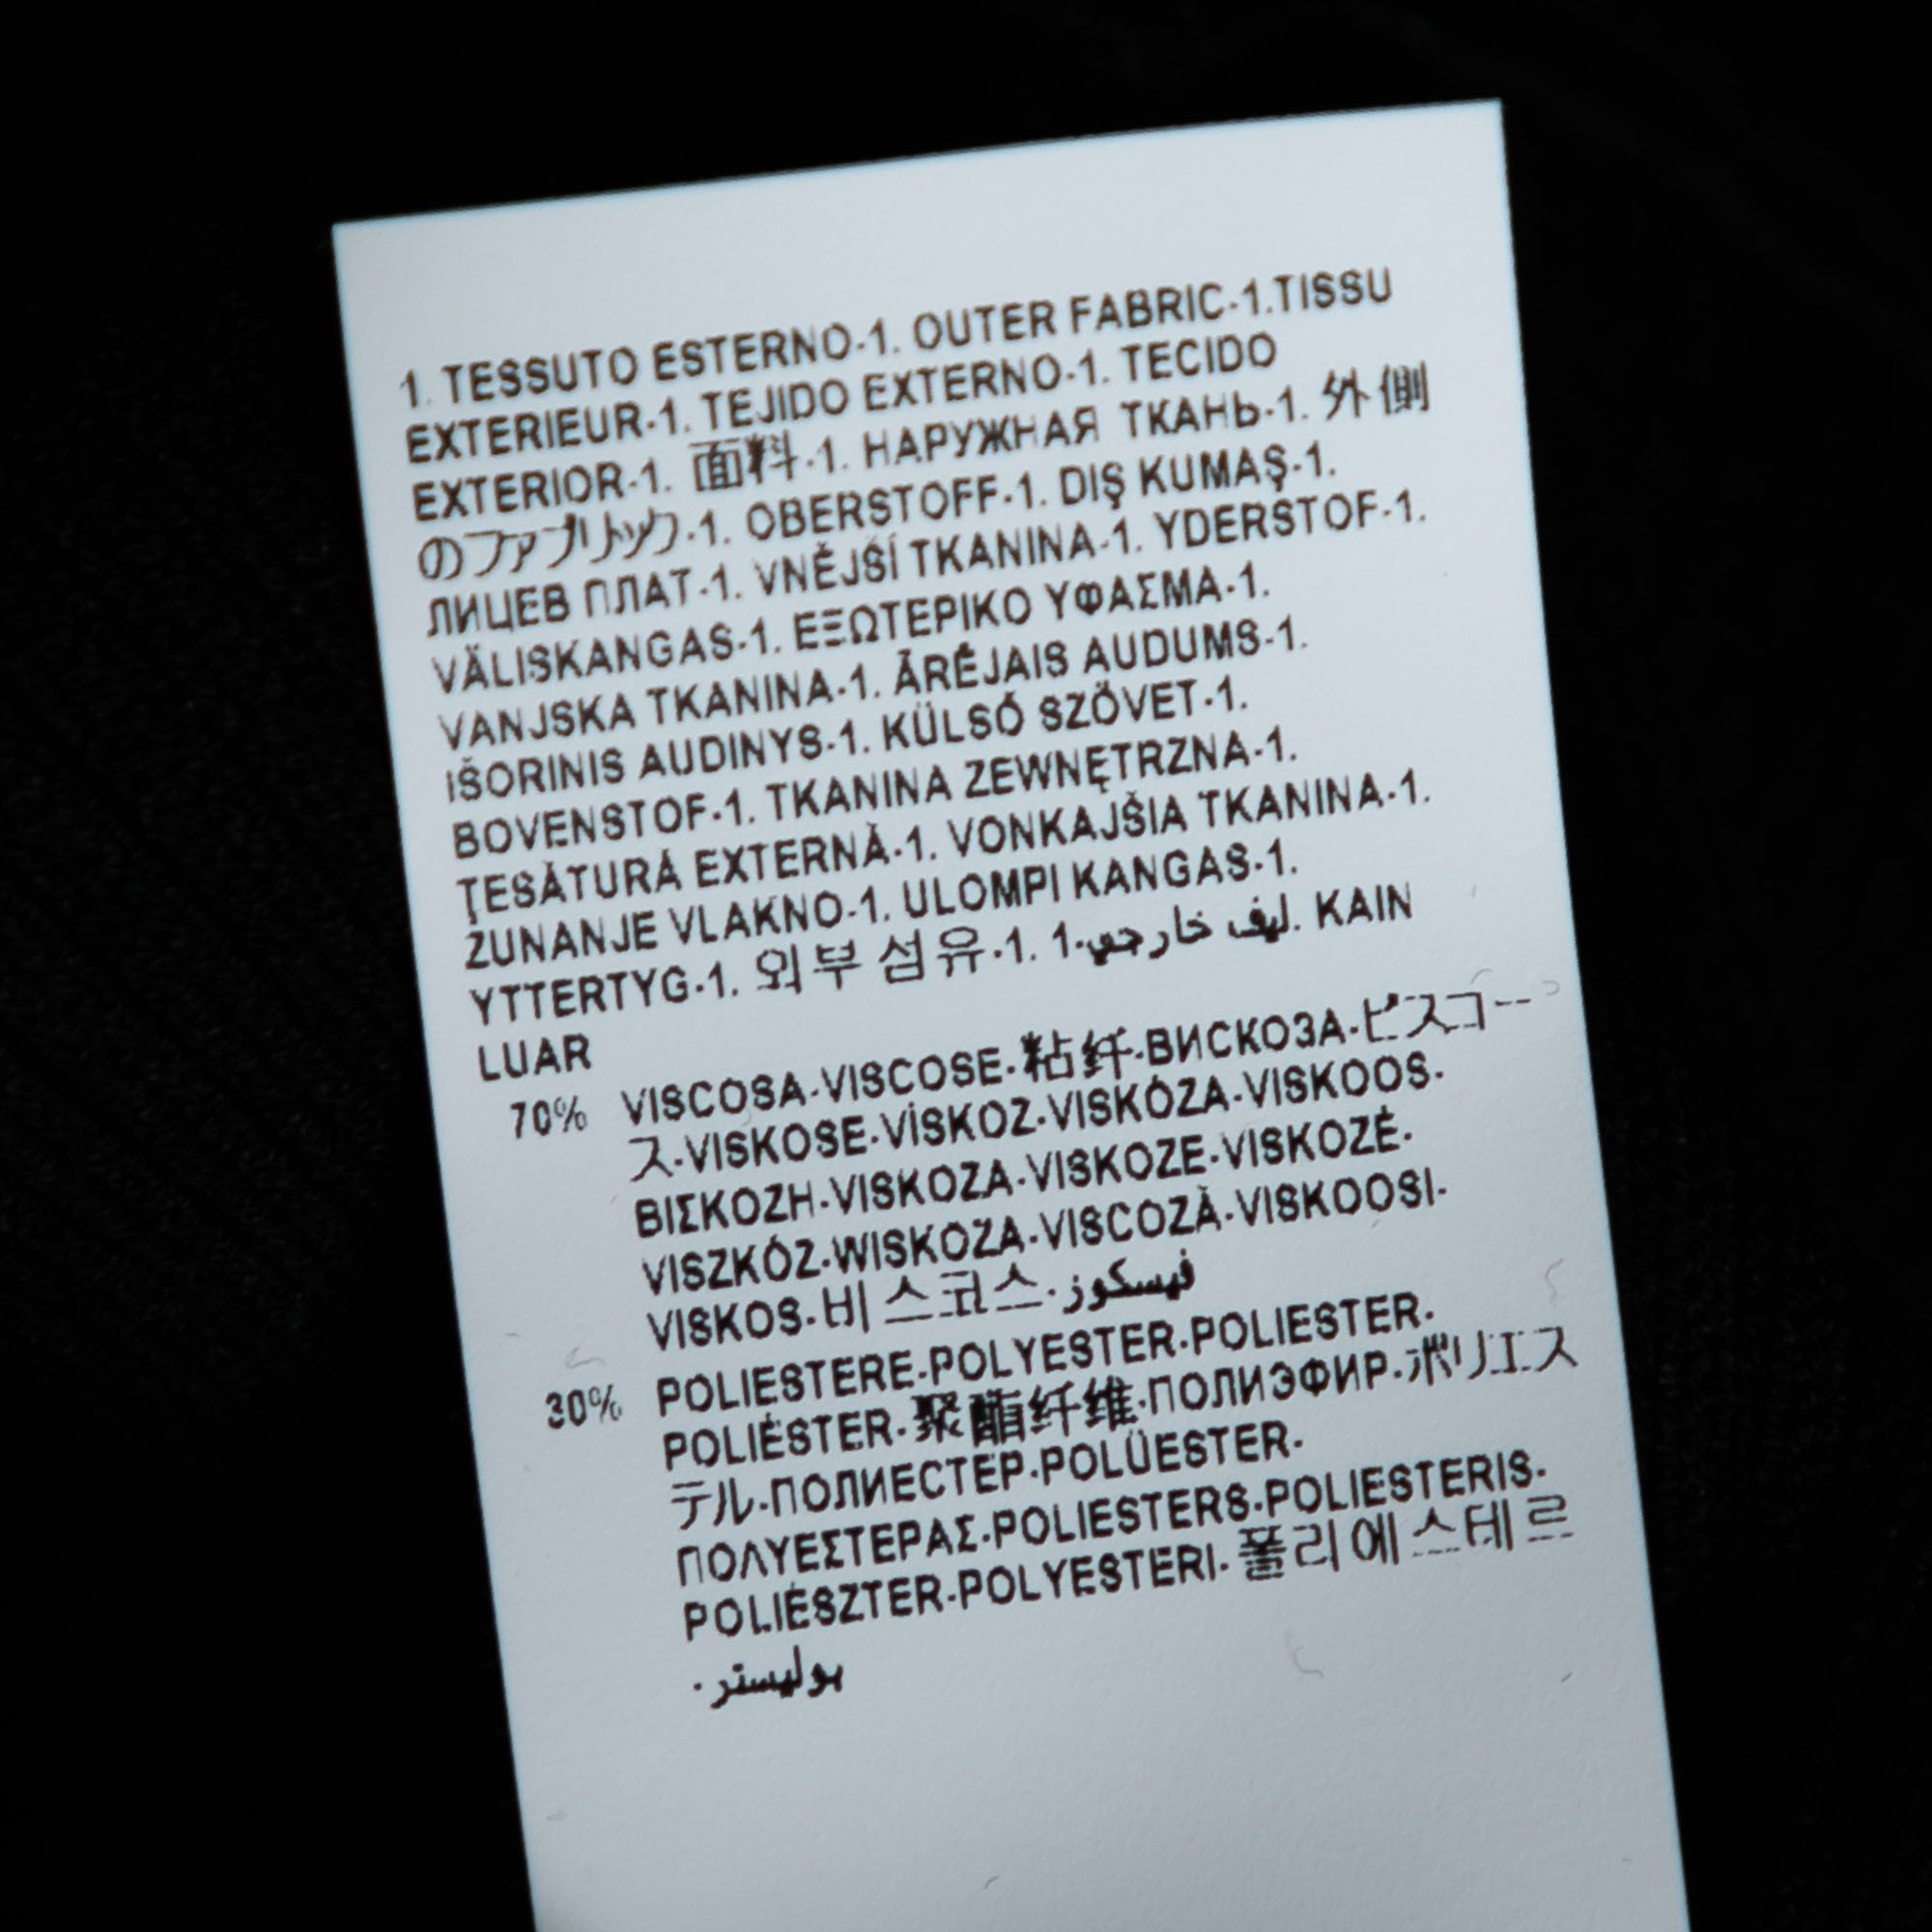 1. TESSUTO ESTERNO-1. OUTER FABRIC-1.TISSU
EXTERIEUR-1. TEJIDO EXTERNO-1. TECIDO
EXTERIOR-1. 面料-1. НАРУЖНАЯ ТКАНЬ-1. 外側
のファブリック-1. OBERSTOFF-1. DIŞ KUMAŞ-1.
ЛИЦЕВ ПЛАТ-1. VNĚJŠÍ TKANINA-1. YDERSTOF-1.
VÄLISKANGAS-1. ΕΞΩΤΕΡΙΚΟ ΥΦΑΣΜΑ-1.
VANJSKA TKANINA-1. ĀRĒJAIS AUDUMS-1.
IŠORINIS AUDINYS-1. KÜLSŐ SZÖVET-1.
BOVENSTOF-1. TKANINA ZEWNĘTRZNA-1.
ŢESĂTURĂ EXTERNĂ-1. VONKAJŠIA TKANINA-1.
ZUNANJE VLAKNO-1. ULOMPI KANGAS-1.
YTTERTYG-1. 외부 섬유-1. 1-ليف خارجي. KAIN
LUAR
70% VISCOSA-VISCOSE-粘纤-ВИСКОЗА-ビスコー
ス-VISKOSE-VİSKOZ-VISKÓZA-VISKOOS-
ΒΙΣΚΟΖΗ-VISKOZA-VISKOZE-VISKOZĖ-
VISZKÓZ-WISKOZA-VISCOZĂ-VISKOOSI-
VISKOS-비스코스-فيسكوز
30% POLIESTERE-POLYESTER-POLIESTER-
POLIÉSTER-聚酯纤维-ПОЛИЭФИР-ポリエス
テル-ПОЛИЕСТЕР-POLÜESTER-
ΠΟΛΥΕΣΤΕΡΑΣ-POLIESTERS-POLIESTERIS-
POLIÉSZTER-POLYESTERI-폴리에스테르
-بوليستر